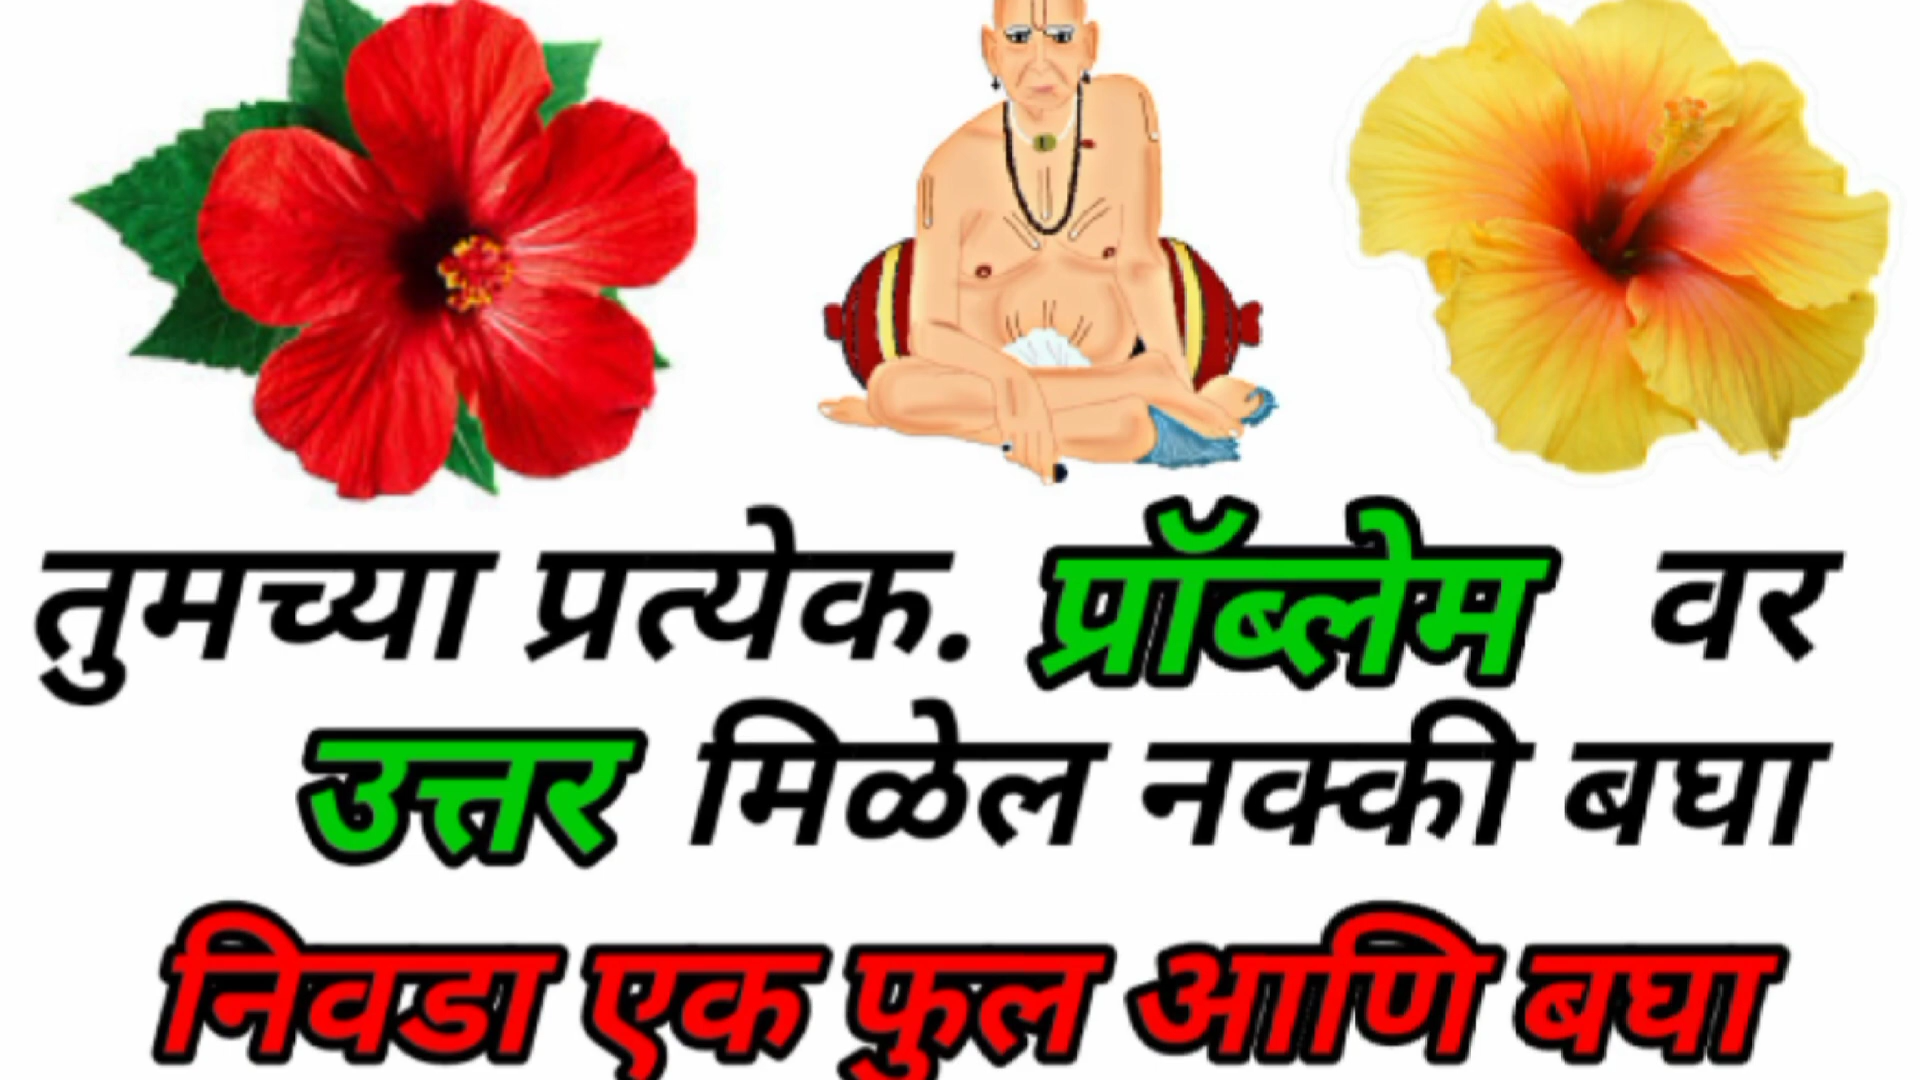 तुमच्या प्रत्येक. प्रॉब्लेम वर
उत्तर मिळेल नक्की बघा
निवडा एक फुल आणि बघा